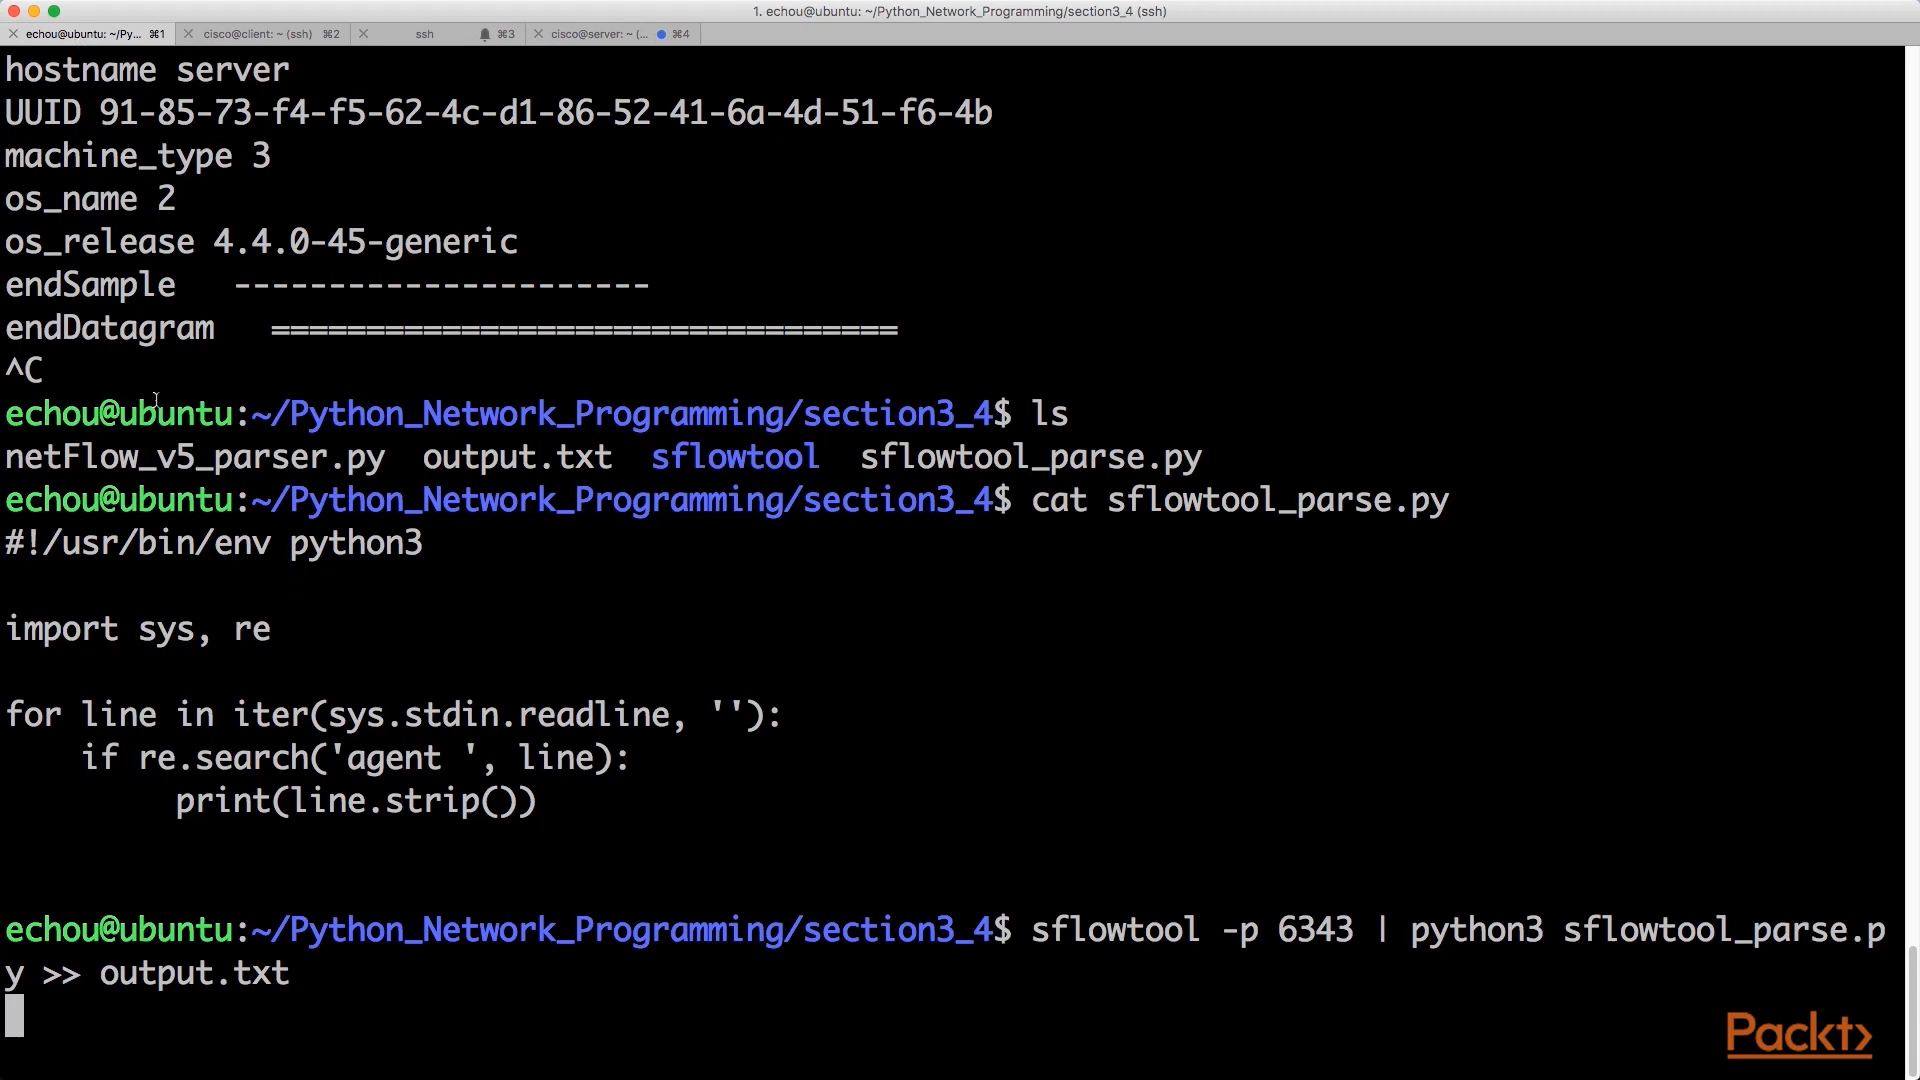 1. echou@ubuntu: ~/Python_Network_Programming/section3_4 (ssh)
echou@ubuntu: ~/Py... ⌘1 cisco@client: ~ (ssh) ⌘2 ssh ⌘3 cisco@server: ~ (... ⌘4
hostname server
UUID 91-85-73-f4-f5-62-4c-d1-86-52-41-6a-4d-51-f6-4b
machine_type 3
os_name 2
os_release 4.4.0-45-generic
endSample   ----------------------
endDatagram   =================================
^C
echou@ubuntu:~/Python_Network_Programming/section3_4$ ls
netFlow_v5_parser.py  output.txt  sflowtool  sflowtool_parse.py
echou@ubuntu:~/Python_Network_Programming/section3_4$ cat sflowtool_parse.py
#!/usr/bin/env python3
import sys, re
for line in iter(sys.stdin.readline, ''):
    if re.search('agent ', line):
         print(line.strip())
echou@ubuntu:~/Python_Network_Programming/section3_4$ sflowtool -p 6343 | python3 sflowtool_parse.p
y >> output.txt
Packt>